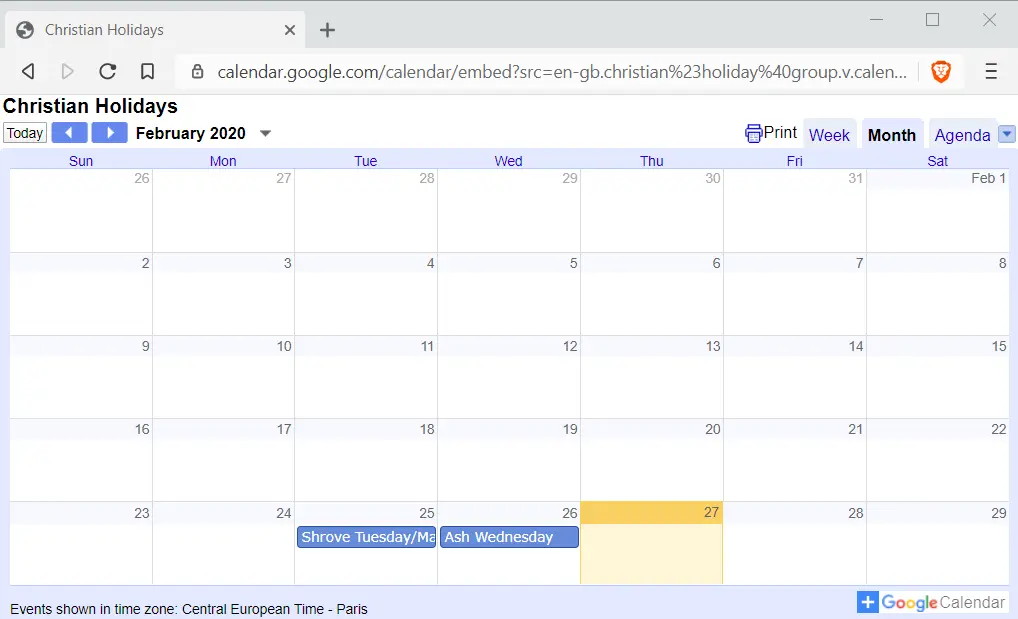 Christian Holidays
calendar.google.com/calendar/embed?src=en-gb.christian%23holiday%40group.v.calen...
Christian Holidays
Today February 2020 Print Week Month Agenda
Sun Mon Tue Wed Thu Fri Sat
26 27 28 29 30 31 Feb 1
2 3 4 5 6 7 8
9 10 11 12 13 14 15
16 17 18 19 20 21 22
23 24 25 26 27 28 29
Shrove Tuesday/Ma Ash Wednesday
Events shown in time zone: Central European Time - Paris
+ Google Calendar